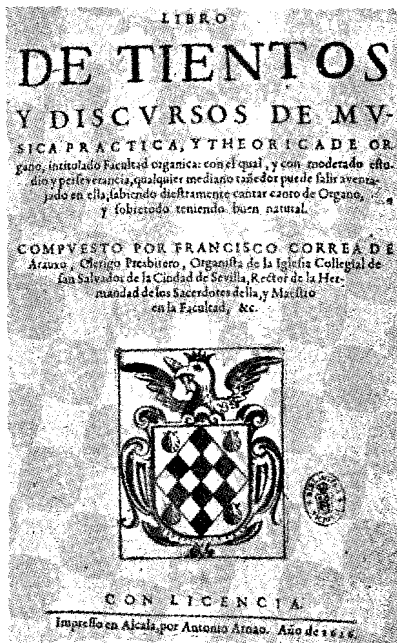 LIBRO
DE TIENTOS
Y DISCVRSOS DE MV-
SICA PRACTICA, Y THEORICA DE OR
gano, intitulado Facultad organica: con el qual, y con moderado estu-
dio y perseverancia, qualquier mediano tañedor puede salir aventa-
jado en ella; sabiendo diestramente cantar canto de Organo,
y sobretodo teniendo buen natural.
COMPVESTO POR FRANCISCO CORREA DE
Arauxo, Clerigo Presbitero, Organista de la Iglesia Collegial de
san Salvador de la Ciudad de Sevilla, Rector de la Her-
mandad de los Sacerdotes della, y Maestro
en la Facultad, &c.
CON LICENCIA.
Impresso en Alcala, por Antonio Arnao. Año de 1626.